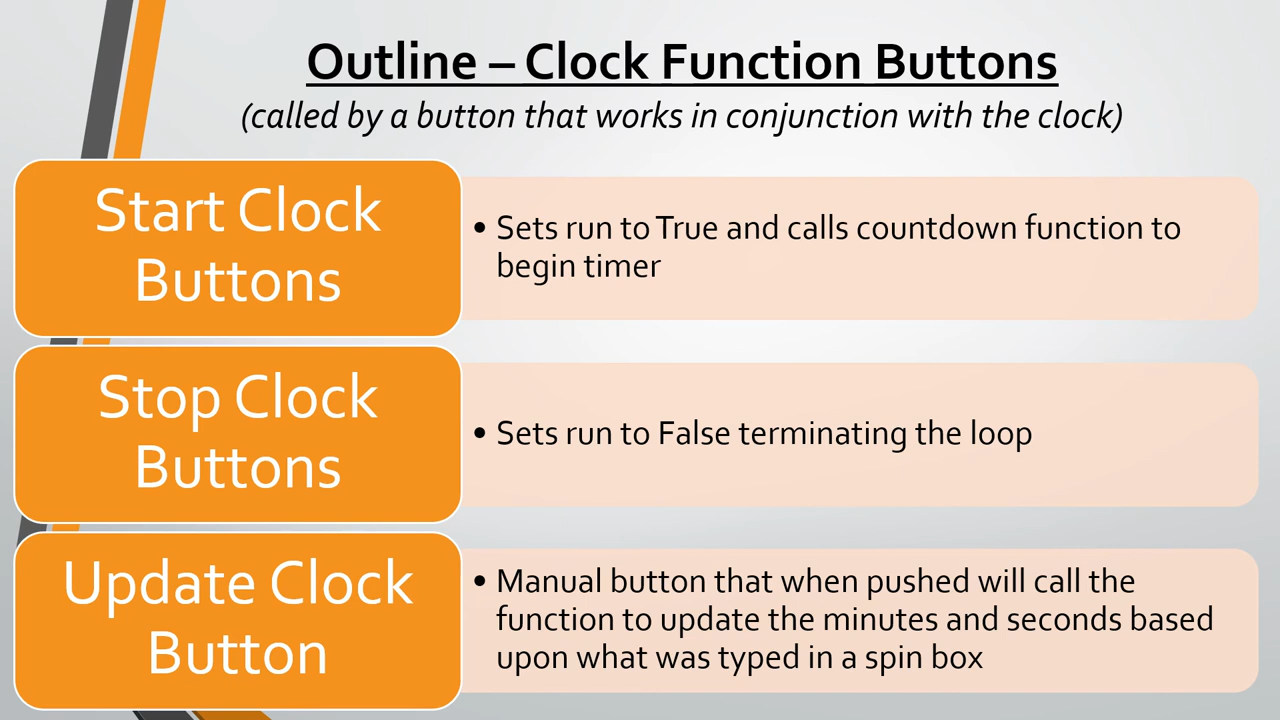 Outline – Clock Function Buttons
(called by a button that works in conjunction with the clock)
Start Clock
Buttons
• Sets run to True and calls countdown function to
begin timer
Stop Clock
Buttons
• Sets run to False terminating the loop
Update Clock
Button
• Manual button that when pushed will call the
function to update the minutes and seconds based
upon what was typed in a spin box